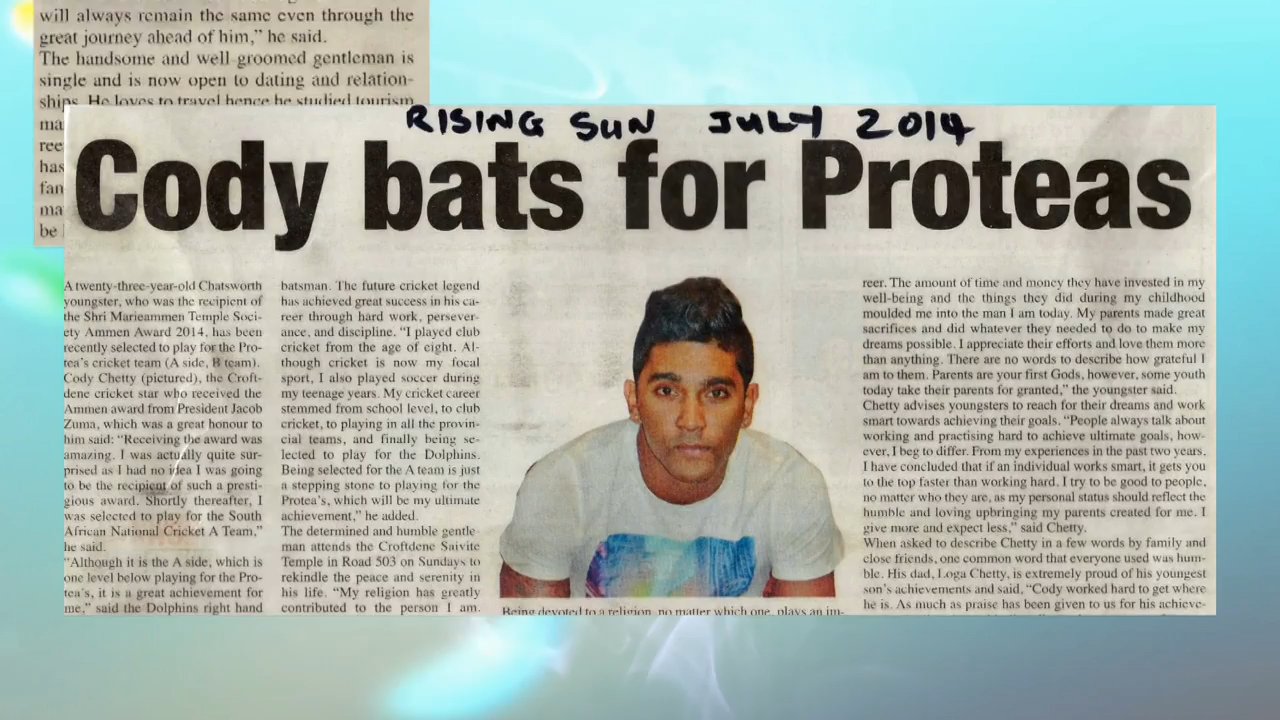 will always remain the same even through the
great journey ahead of him," he said.
The handsome and well-groomed gentleman is
single and is now open to dating and relation-
ships. He loves to travel hence he studied tourism
ma
ree
has
fan
ma
be
RISING SUN JULY 2014
Cody bats for Proteas
A twenty-three-year-old Chatsworth
youngster, who was the recipient of
the Shri Marieammen Temple Soci-
ety Ammen Award 2014, has been
recently selected to play for the Pro-
tea's cricket team (A side, B team).
Cody Chetty (pictured), the Croft-
dene cricket star who received the
Ammen award from President Jacob
Zuma, which was a great honour to
him said: "Receiving the award was
amazing. I was actually quite sur-
prised as I had no idea I was going
to be the recipient of such a presti-
gious award. Shortly thereafter, I
was selected to play for the South
African National Cricket A Team,"
he said.
"Although it is the A side, which is
one level below playing for the Pro-
tea's, it is a great achievement for
me," said the Dolphins right hand
batsman. The future cricket legend
has achieved great success in his ca-
reer through hard work, persever-
ance, and discipline. "I played club
cricket from the age of eight. Al-
though cricket is now my focal
sport, I also played soccer during
my teenage years. My cricket career
stemmed from school level, to club
cricket, to playing in all the provin-
cial teams, and finally being se-
lected to play for the Dolphins.
Being selected for the A team is just
a stepping stone to playing for the
Protea's, which will be my ultimate
achievement," he added.
The determined and humble gentle-
man attends the Croftdene Saivite
Temple in Road 503 on Sundays to
rekindle the peace and serenity in
his life. "My religion has greatly
contributed to the person I am.
Being devoted to a religion, no matter which one, plays an im-
reer. The amount of time and money they have invested in my
well-being and the things they did during my childhood
moulded me into the man I am today. My parents made great
sacrifices and did whatever they needed to do to make my
dreams possible. I appreciate their efforts and love them more
than anything. There are no words to describe how grateful I
am to them. Parents are your first Gods, however, some youth
today take their parents for granted," the youngster said.
Chetty advises youngsters to reach for their dreams and work
smart towards achieving their goals. "People always talk about
working and practising hard to achieve ultimate goals, how-
ever, I beg to differ. From my experiences in the past two years,
I have concluded that if an individual works smart, it gets you
to the top faster than working hard. I try to be good to people,
no matter who they are, as my personal status should reflect the
humble and loving upbringing my parents created for me. I
give more and expect less," said Chetty.
When asked to describe Chetty in a few words by family and
close friends, one common word that everyone used was hum-
ble. His dad, Loga Chetty, is extremely proud of his youngest
son's achievements and said, "Cody worked hard to get where
he is. As much as praise has been given to us for his achieve-